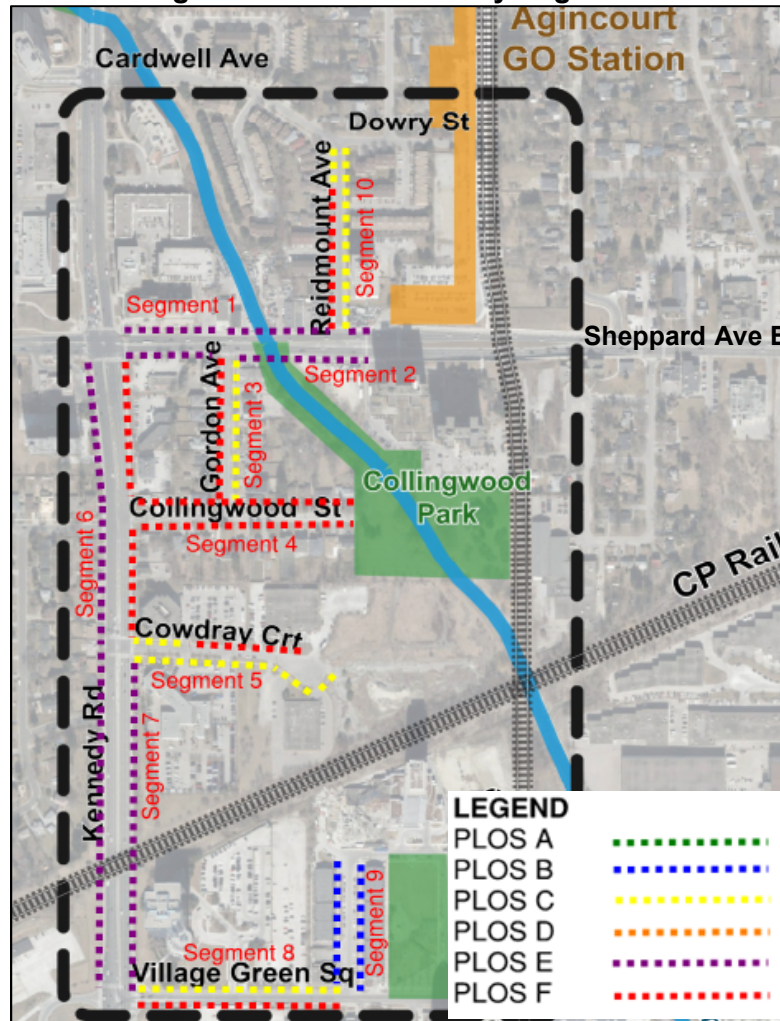 Agincourt
GO Station
Cardwell Ave
Dowry St
Reidmount Ave
Segment 10
Segment 1
Sheppard Ave E
Segment 2
Gordon Ave
Segment 3
Collingwood
Park
Collingwood St
Segment 4
Segment 6
CP Rail
Cowdray Crt
Segment 5
Kennedy Rd
Segment 7
LEGEND
PLOS A
PLOS B
PLOS C
PLOS D
PLOS E
PLOS F
Segment 9
Segment 8
Village Green Sq